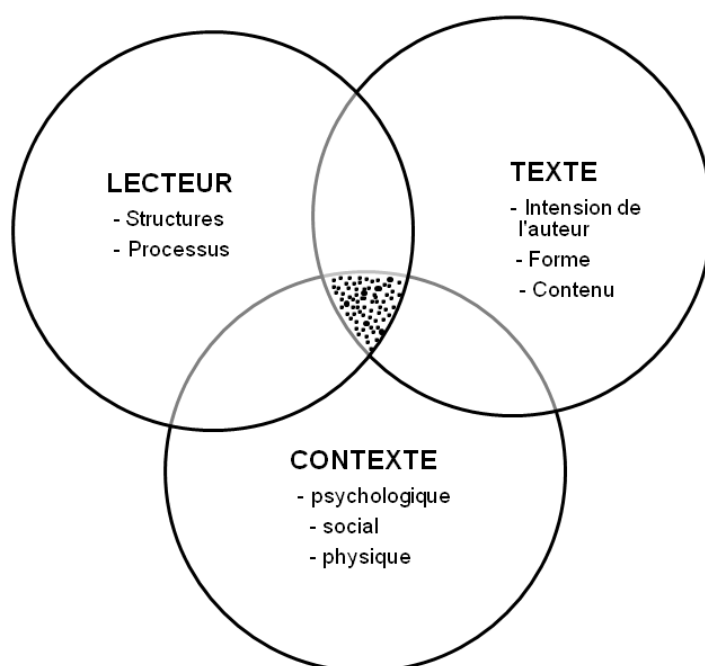 LECTEUR
- Structures
- Processus
TEXTE
- Intension de
l'auteur
- Forme
- Contenu
CONTEXTE
- psychologique
- social
- physique